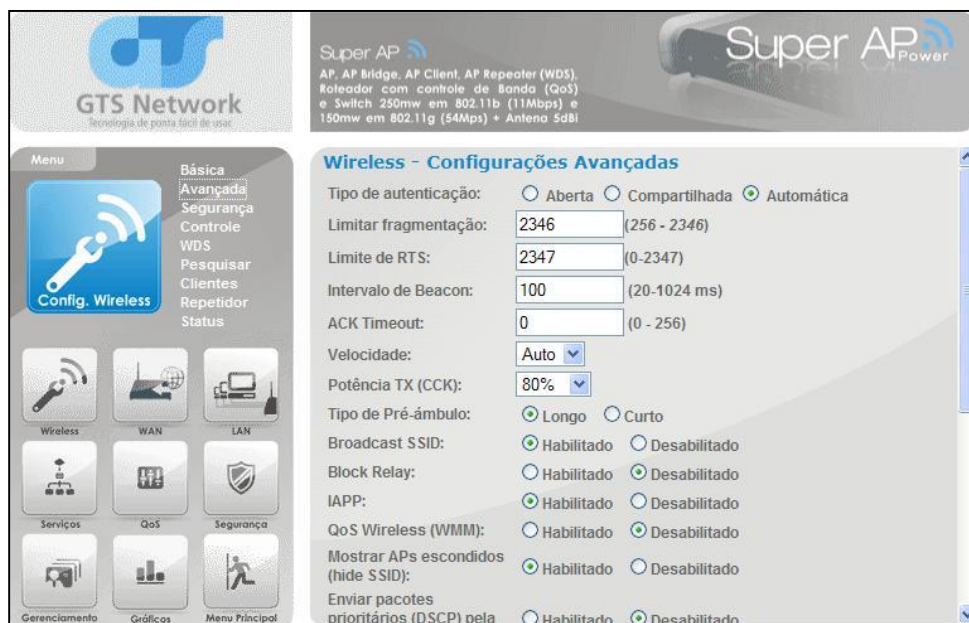 GTS
GTS Network
Tecnologia de ponta fácil de usar
Super AP
AP, AP Bridge, AP Client, AP Repeater (WDS),
Roteador com controle de Banda (QoS)
e Switch 250mw em 802.11b (11Mbps) e
150mw em 802.11g (54Mps) + Antena 5dBi
Super AP
Power
Menu
Básica
Avançada
Segurança
Controle
WDS
Pesquisar
Clientes
Repetidor
Status
Config. Wireless
Wireless
WAN
LAN
Serviços
QoS
Segurança
Gerenciamento
Gráficos
Menu Principal
Wireless - Configurações Avançadas
Tipo de autenticação: Aberta Compartilhada Automática
Limitar fragmentação: 2346 (256 - 2346)
Limite de RTS: 2347 (0-2347)
Intervalo de Beacon: 100 (20-1024 ms)
ACK Timeout: 0 (0 - 256)
Velocidade: Auto
Potência TX (CCK): 80%
Tipo de Pré-âmbulo: Longo Curto
Broadcast SSID: Habilitado Desabilitado
Block Relay: Habilitado Desabilitado
IAPP: Habilitado Desabilitado
QoS Wireless (WMM): Habilitado Desabilitado
Mostrar APs escondidos
(hide SSID): Habilitado Desabilitado
Enviar pacotes
prioritários (DSCP) pela Habilitado Desabilitado